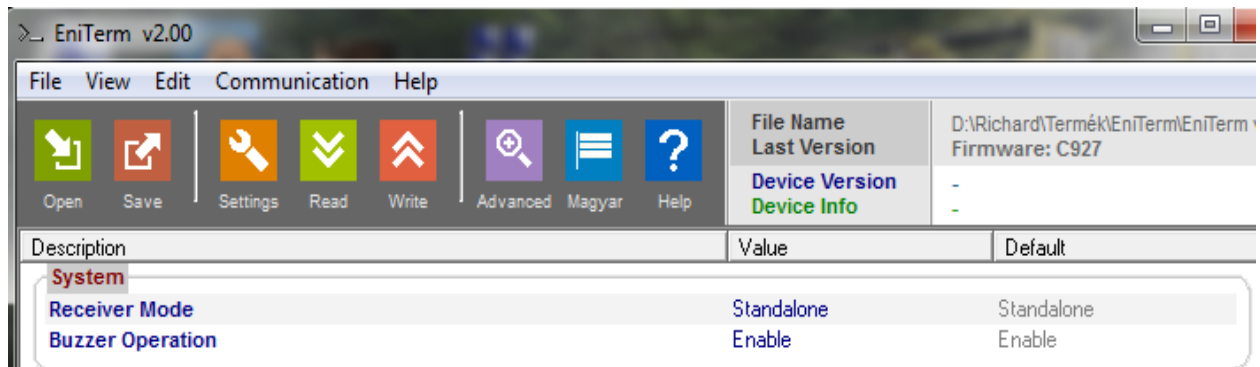 EniTerm v2.00
File View Edit Communication Help
Open Save Settings Read Write Advanced Magyar Help
File Name D:\Richard\Termék\EniTerm\EniTerm
Last Version Firmware: C927
Device Version -
Device Info -
Description Value Default
System
Receiver Mode Standalone Standalone
Buzzer Operation Enable Enable